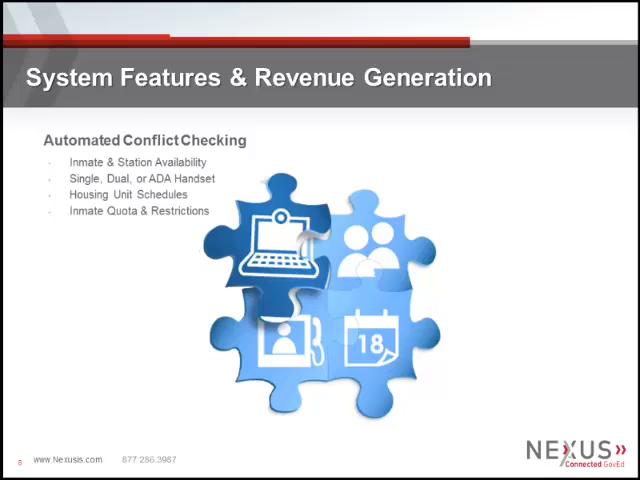 System Features & Revenue Generation
Automated Conflict Checking
Inmate & Station Availability
Single, Dual, or ADA Handset
Housing Unit Schedules
Inmate Quota & Restrictions
18
8
www.Nexusis.com 877.286.3987
NEXUS
Connected GovEd